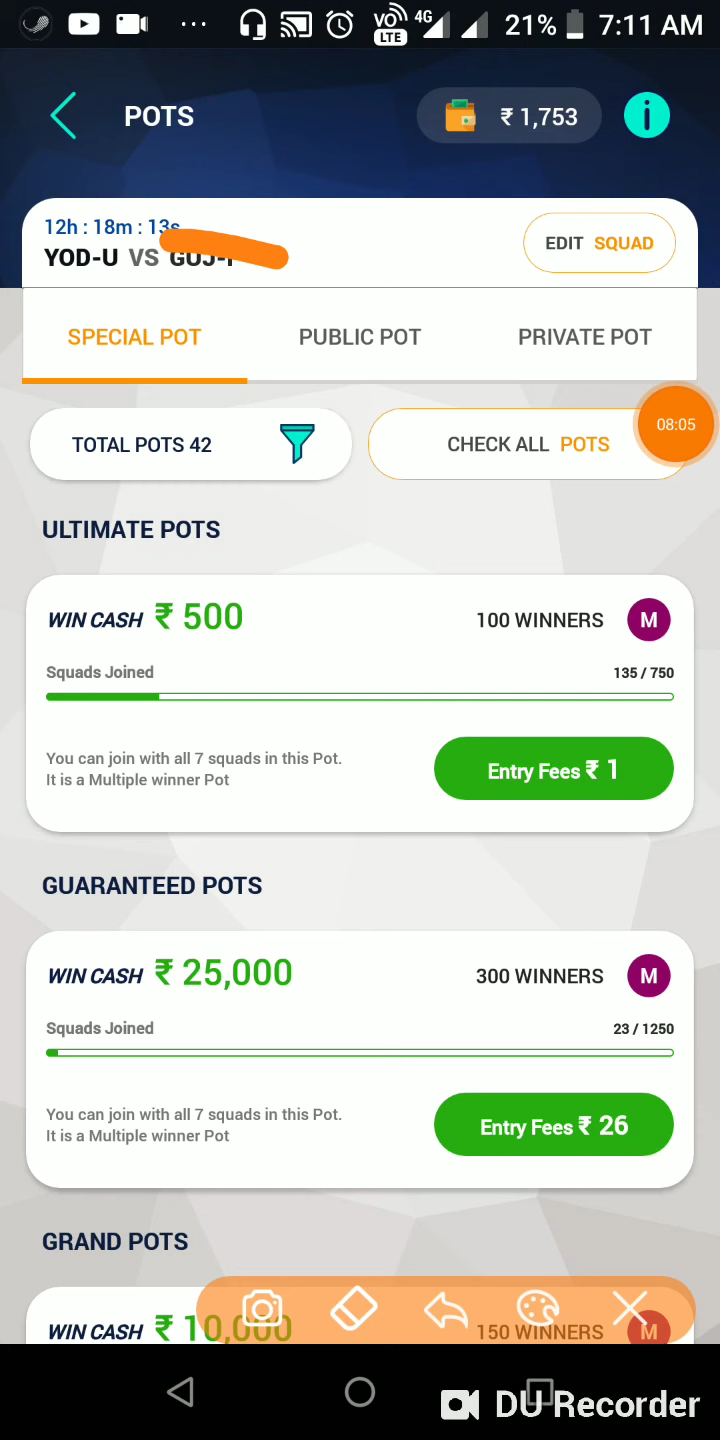 VO LTE 4G 21% 7:11 AM
POTS ₹ 1,753 i
12h : 18m : 13s
YOD-U VS
EDIT SQUAD
SPECIAL POT PUBLIC POT PRIVATE POT
TOTAL POTS 42 CHECK ALL POTS 08:05
ULTIMATE POTS
WIN CASH ₹ 500 100 WINNERS M
Squads Joined 135 / 750
You can join with all 7 squads in this Pot.
It is a Multiple winner Pot
Entry Fees ₹ 1
GUARANTEED POTS
WIN CASH ₹ 25,000 300 WINNERS M
Squads Joined 23 / 1250
You can join with all 7 squads in this Pot.
It is a Multiple winner Pot
Entry Fees ₹ 26
GRAND POTS
WIN CASH ₹ 10,000 150 WINNERS M
DU Recorder